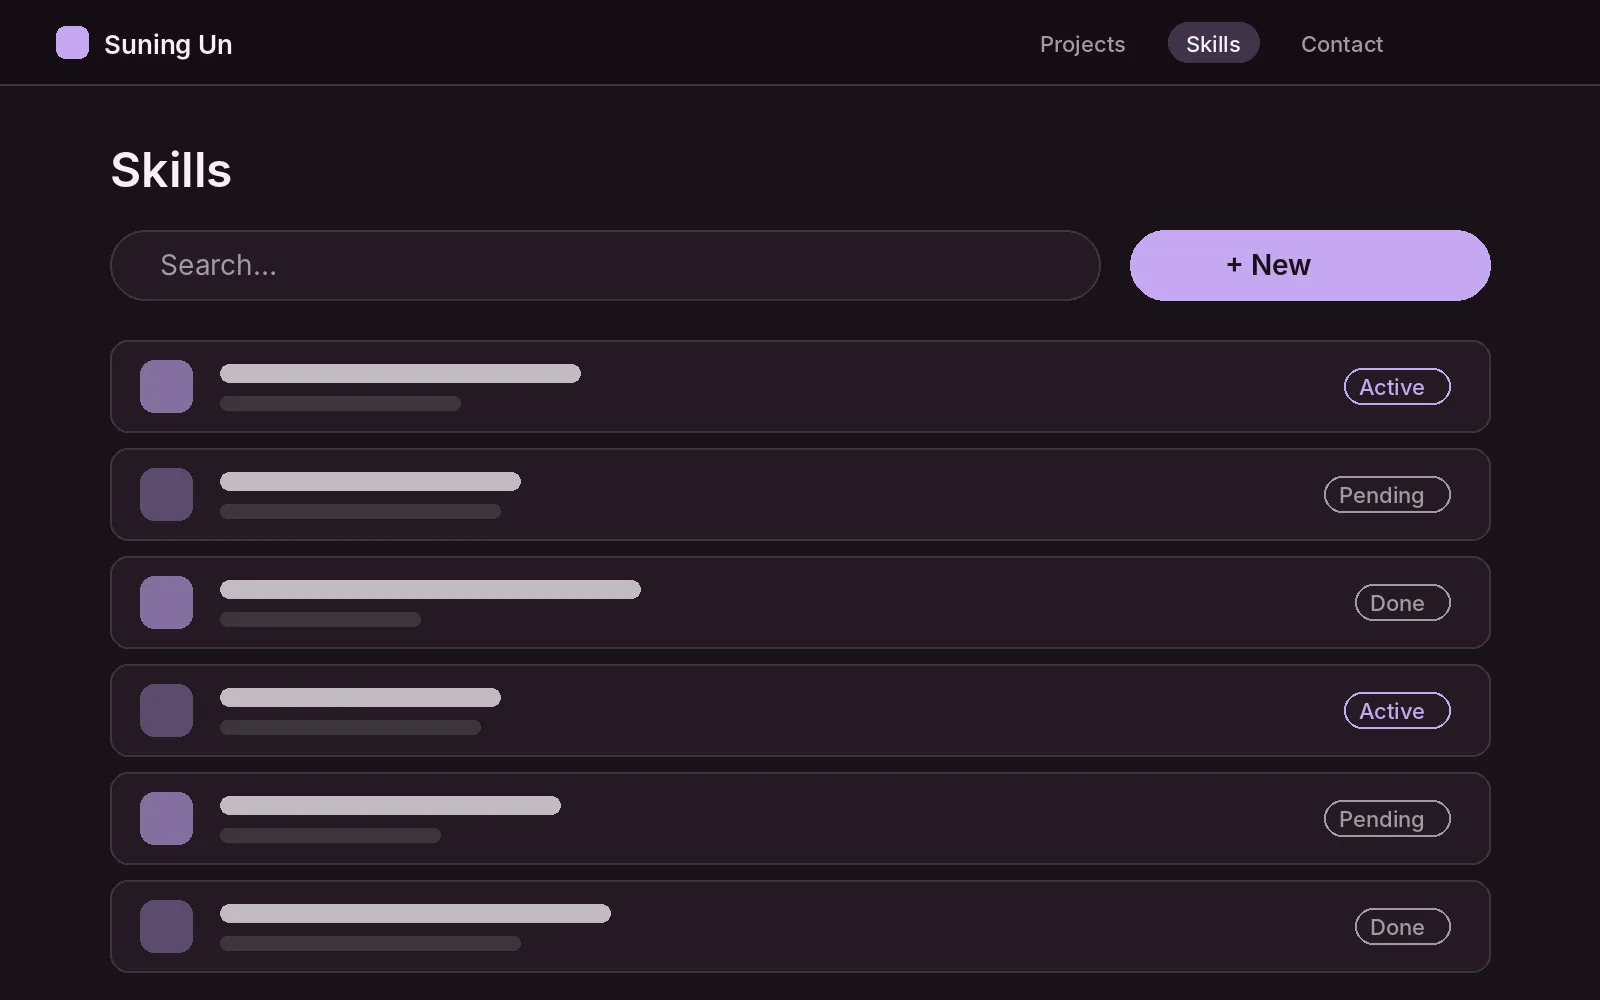 Suning Un
Projects
Skills
Contact
Skills
Search...
+ New
Active
Pending
Done
Active
Pending
Done